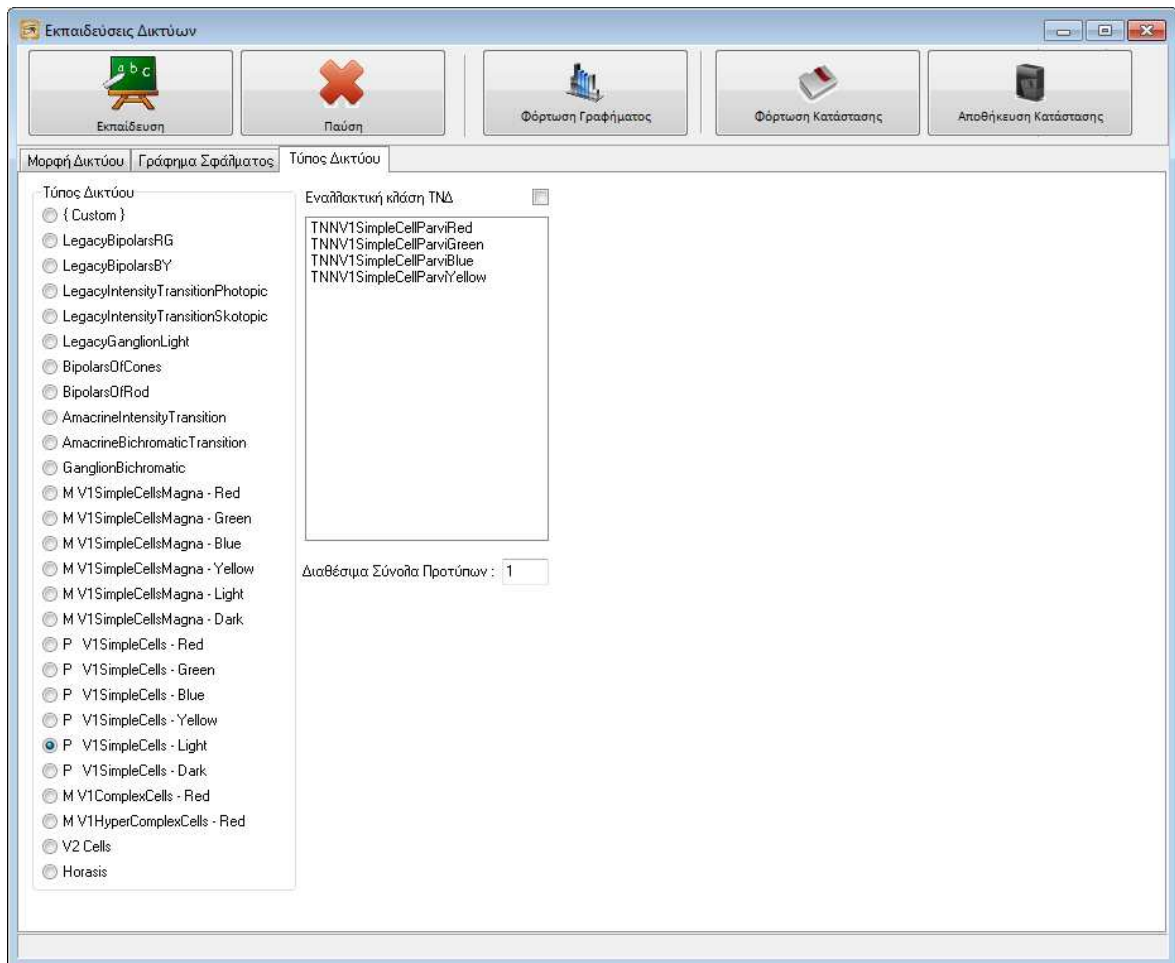 Εκπαιδεύσεις Δικτύων
a b c
Εκπαίδευση
Παύση
Φόρτωση Γραφήματος
Φόρτωση Κατάστασης
Αποθήκευση Κατάστασης
Μορφή Δικτύου
Γράφημα Σφάλματος
Τύπος Δικτύου
Τύπος Δικτύου
{ Custom }
LegacyBipolarsRG
LegacyBipolarsBY
LegacyIntensityTransitionPhotopic
LegacyIntensityTransitionSkotopic
LegacyGanglionLight
BipolarsOfCones
BipolarsOfRod
AmacrineIntensityTransition
AmacrineBichromaticTransition
GanglionBichromatic
M V1SimpleCellsMagna - Red
M V1SimpleCellsMagna - Green
M V1SimpleCellsMagna - Blue
M V1SimpleCellsMagna - Yellow
M V1SimpleCellsMagna - Light
M V1SimpleCellsMagna - Dark
P V1SimpleCells - Red
P V1SimpleCells - Green
P V1SimpleCells - Blue
P V1SimpleCells - Yellow
P V1SimpleCells - Light
P V1SimpleCells - Dark
M V1ComplexCells - Red
M V1HyperComplexCells - Red
V2 Cells
Horasis
Εναλλακτική κλάση ΤΝΔ
TNNV1SimpleCellParviRed
TNNV1SimpleCellParviGreen
TNNV1SimpleCellParviBlue
TNNV1SimpleCellParviYellow
Διαθέσιμα Σύνολα Προτύπων : 1